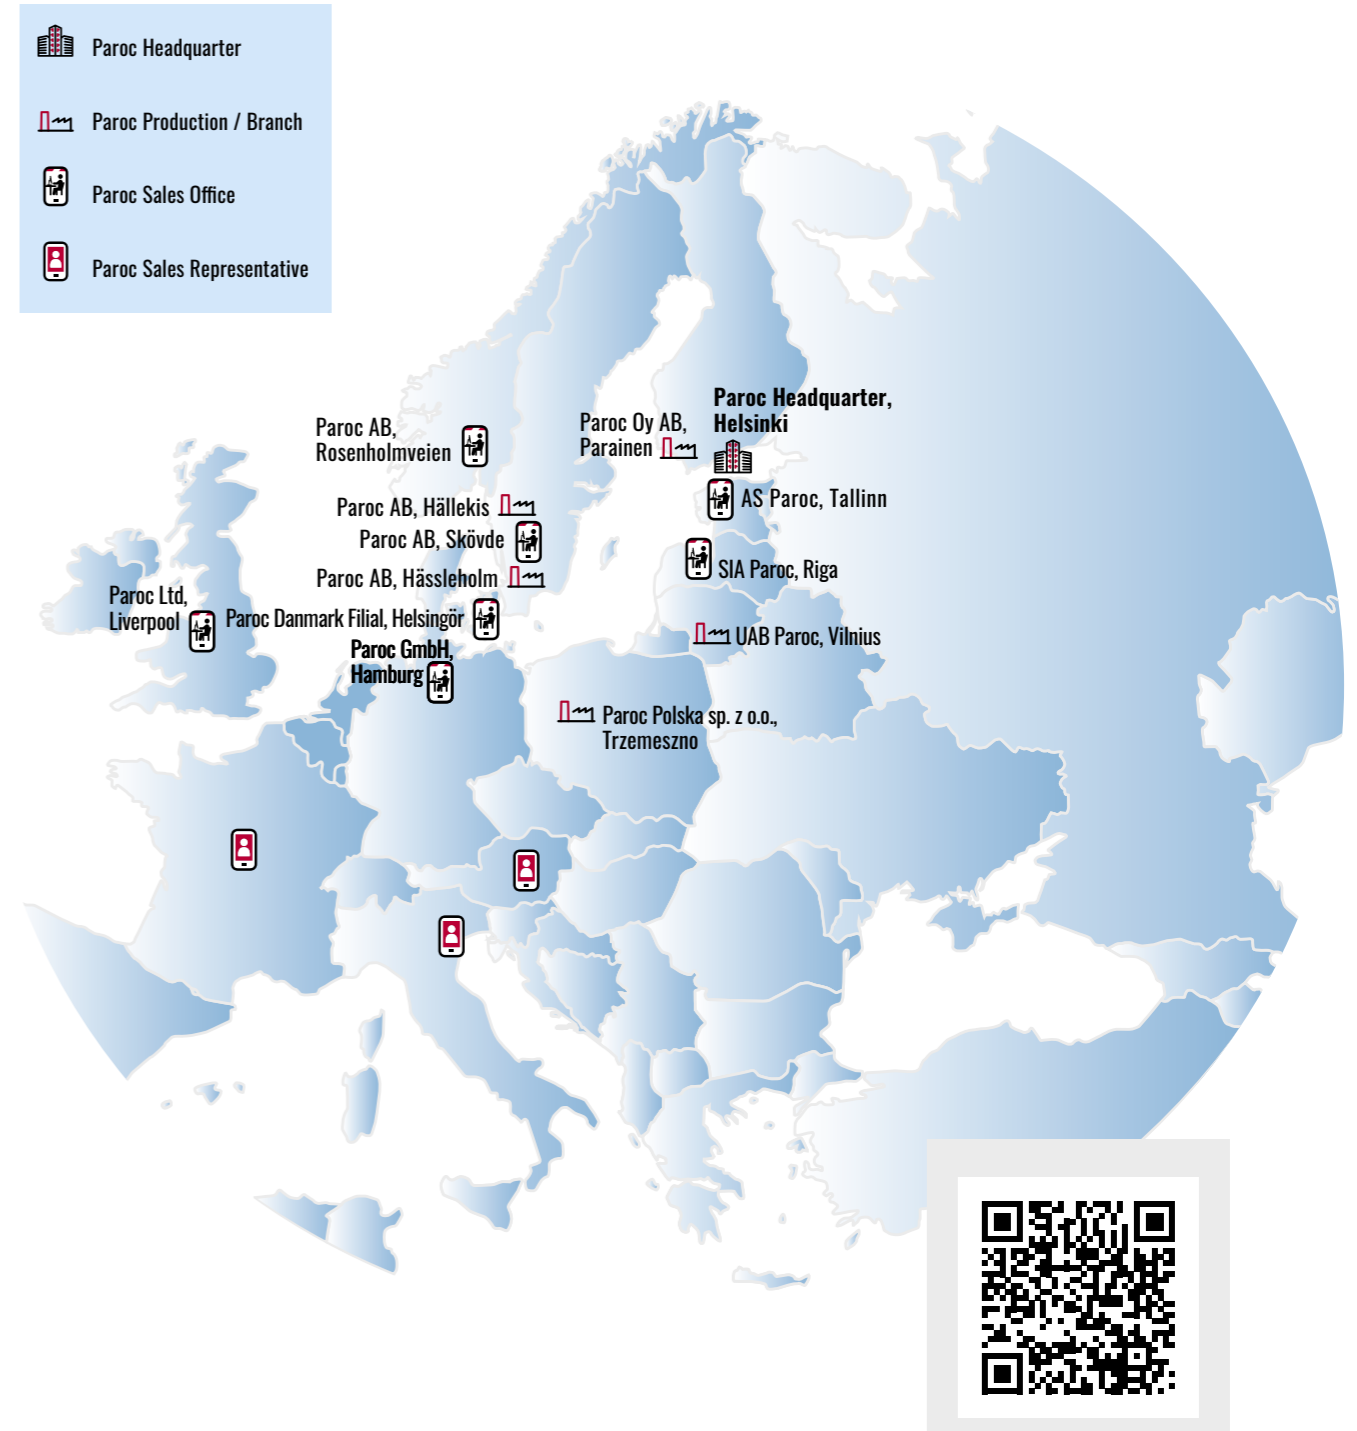 Paroc Headquarter
Paroc Production / Branch
Paroc Sales Office
Paroc Sales Representative
Paroc Headquarter,
Helsinki
Paroc Oy AB,
Parainen
Paroc AB,
Rosenholmveien
AS Paroc, Tallinn
Paroc AB, Hällekis
Paroc AB, Skövde
SIA Paroc, Riga
Paroc AB, Hässleholm
Paroc Ltd,
Liverpool
Paroc Danmark Filial, Helsingör
UAB Paroc, Vilnius
Paroc GmbH,
Hamburg
Paroc Polska sp. z o.o.,
Trzemeszno